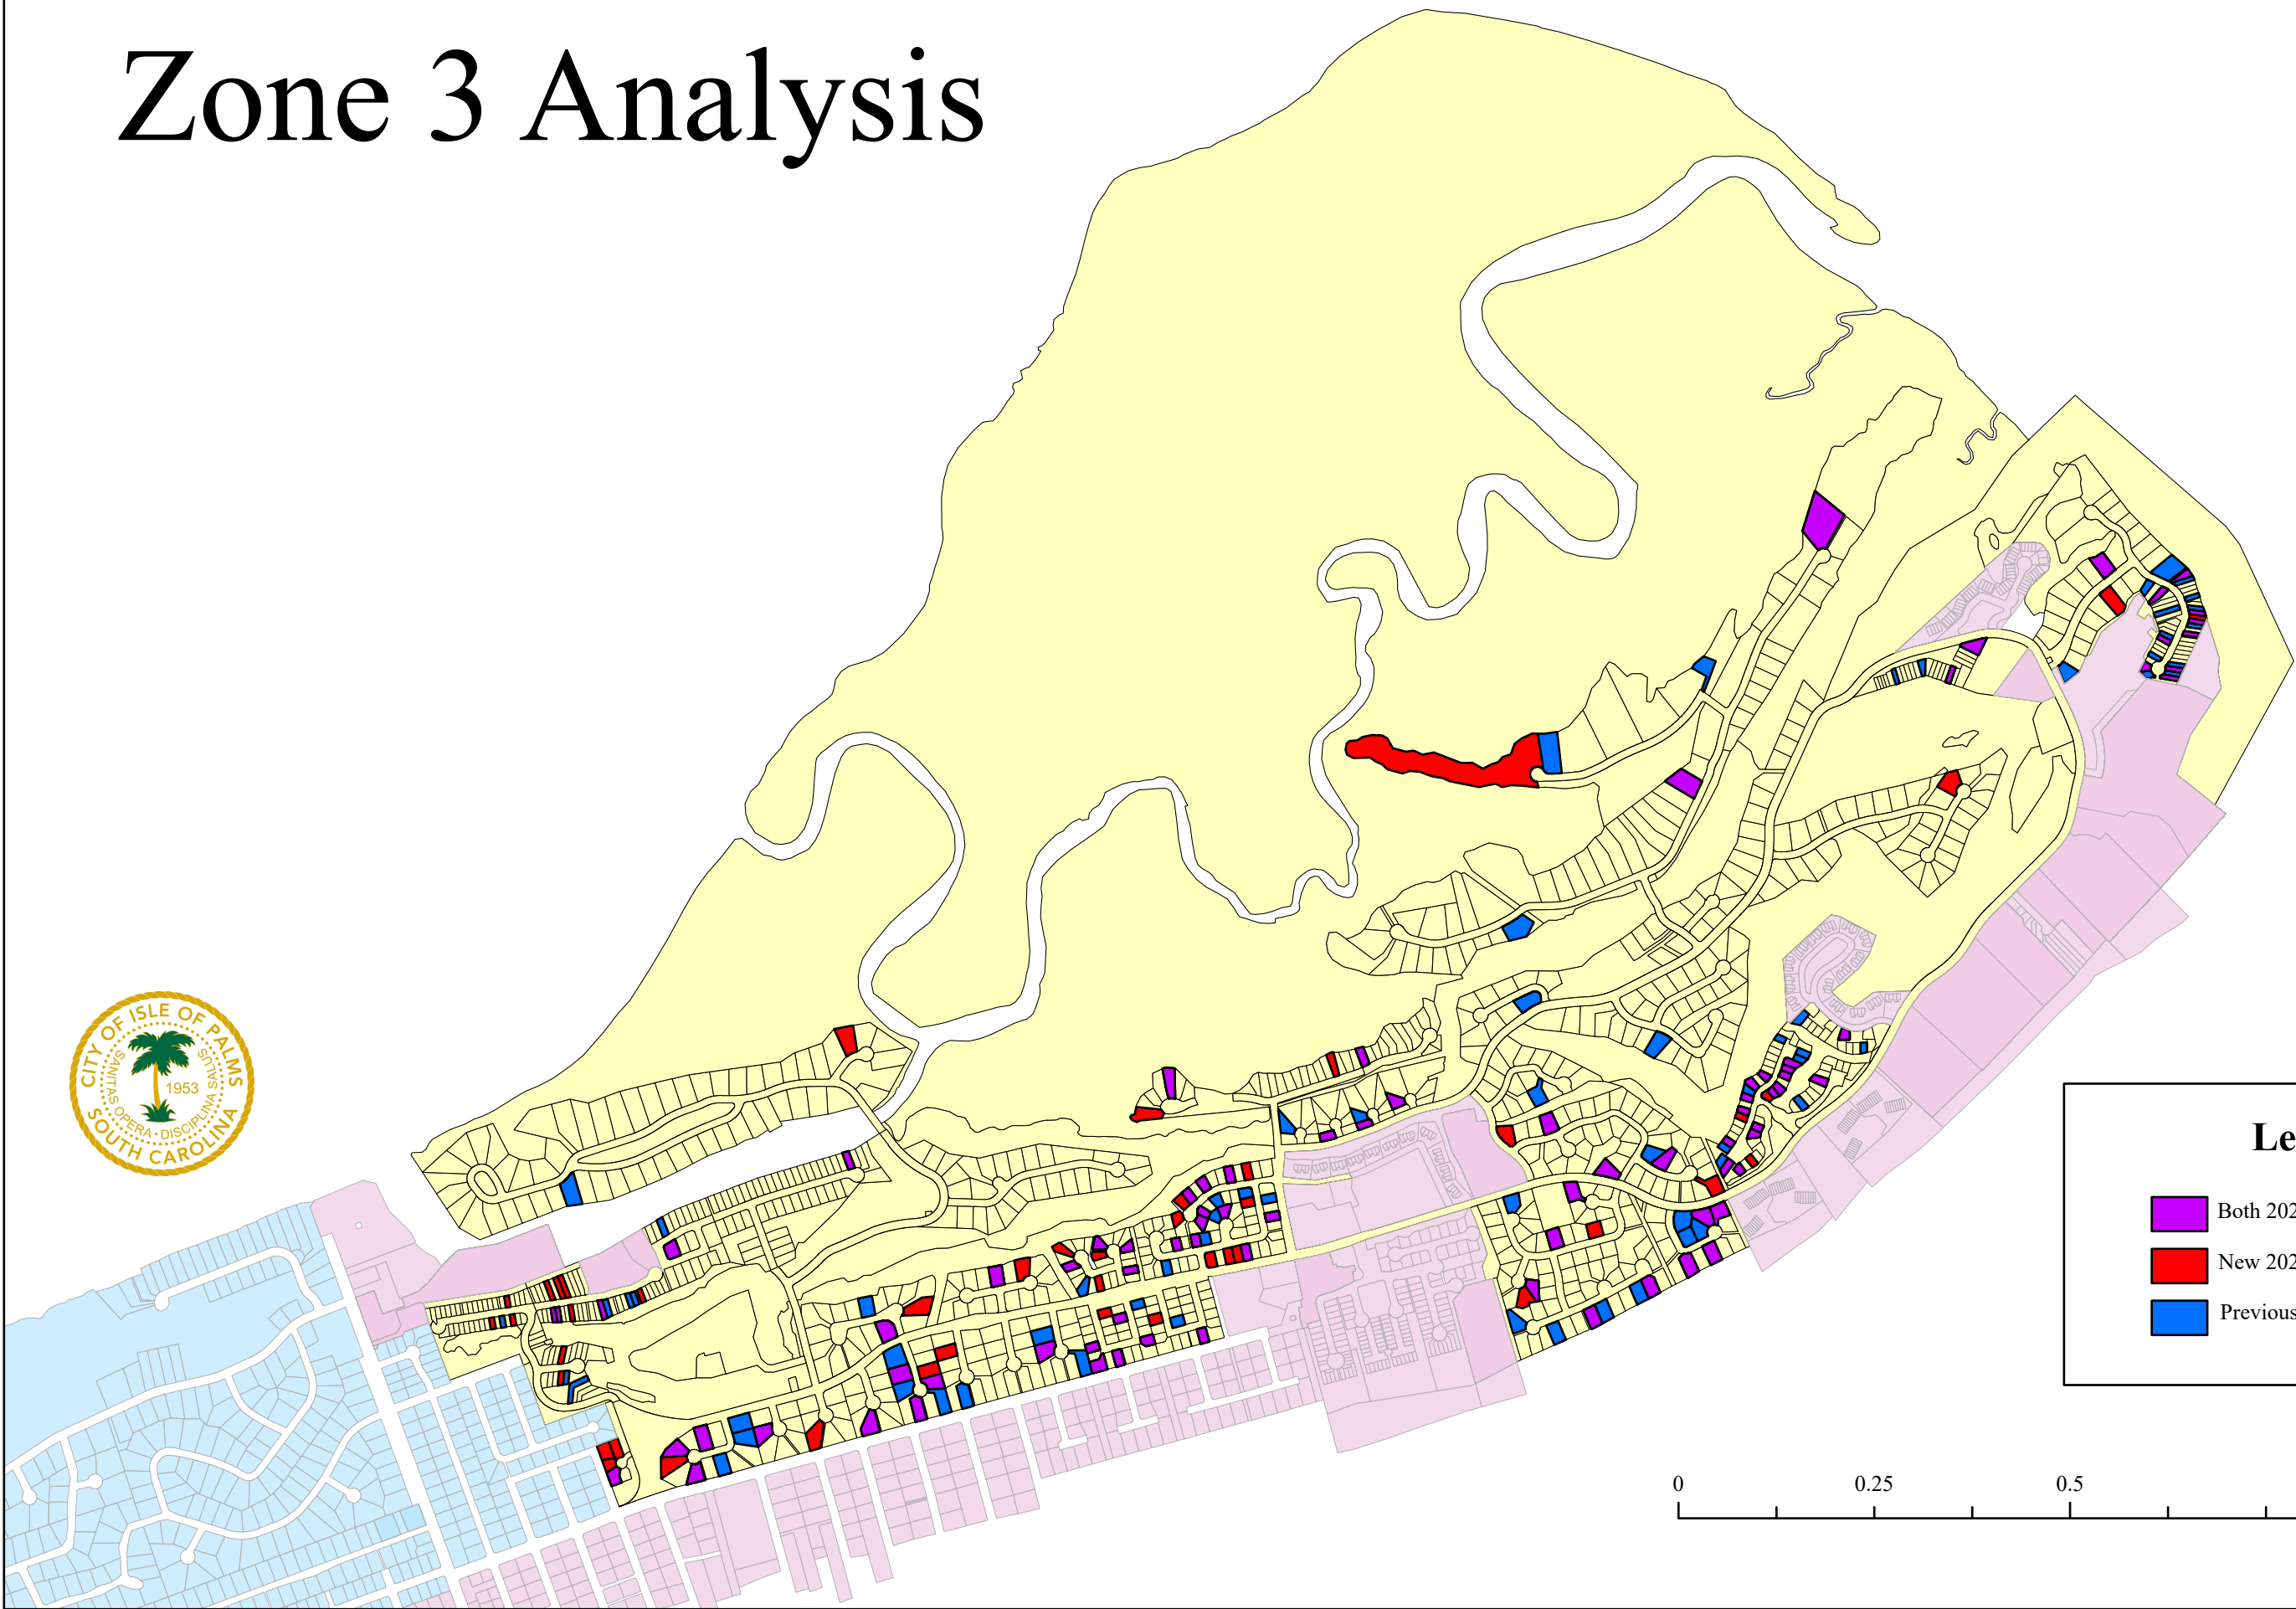 Zone 3 Analysis
CITY OF ISLE OF PALMS
SANITAS OPERA · DISCIPLINA SALUS
1953
SOUTH CAROLINA
Le
Both 202
New 202
Previous
0 0.25 0.5